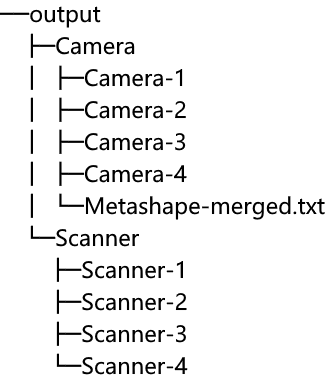 output
Camera
Camera-1
Camera-2
Camera-3
Camera-4
Metashape-merged.txt
Scanner
Scanner-1
Scanner-2
Scanner-3
Scanner-4